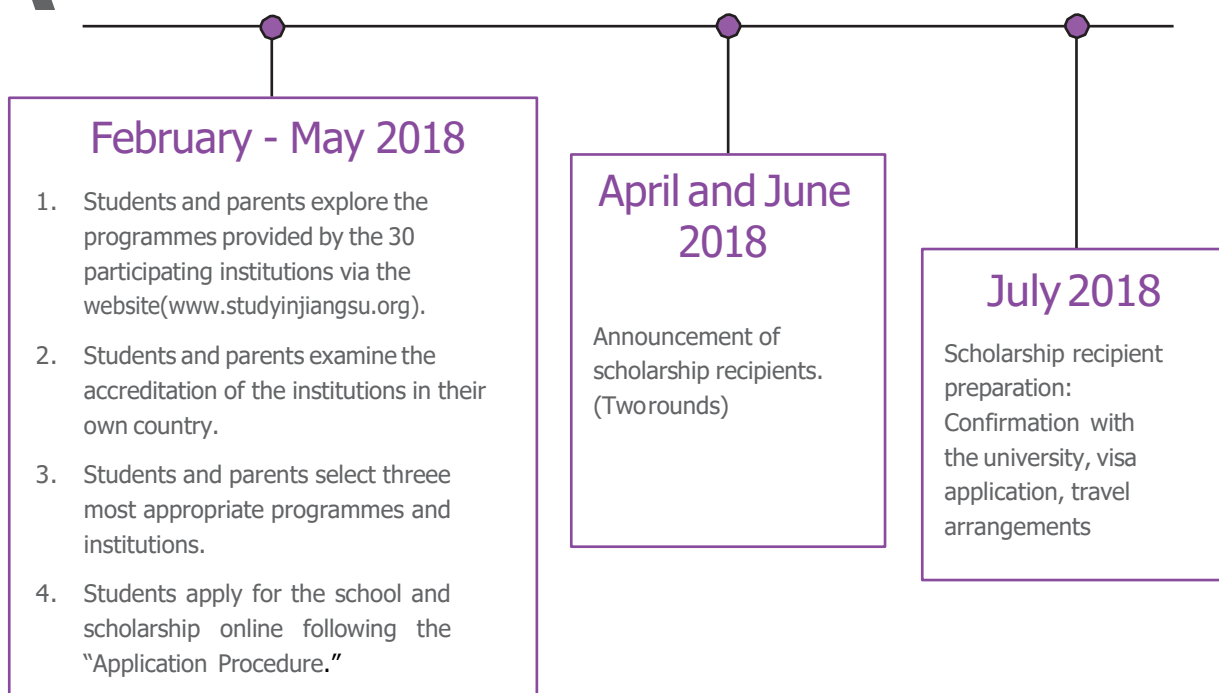 February - May 2018
1. Students and parents explore the
programmes provided by the 30
participating institutions via the
website(www.studyinjiangsu.org).
2. Students and parents examine the
accreditation of the institutions in their
own country.
3. Students and parents select threee
most appropriate programmes and
institutions.
4. Students apply for the school and
scholarship online following the
“Application Procedure.”
April and June
2018
Announcement of
scholarship recipients.
(Two rounds)
July 2018
Scholarship recipient
preparation:
Confirmation with
the university, visa
application, travel
arrangements